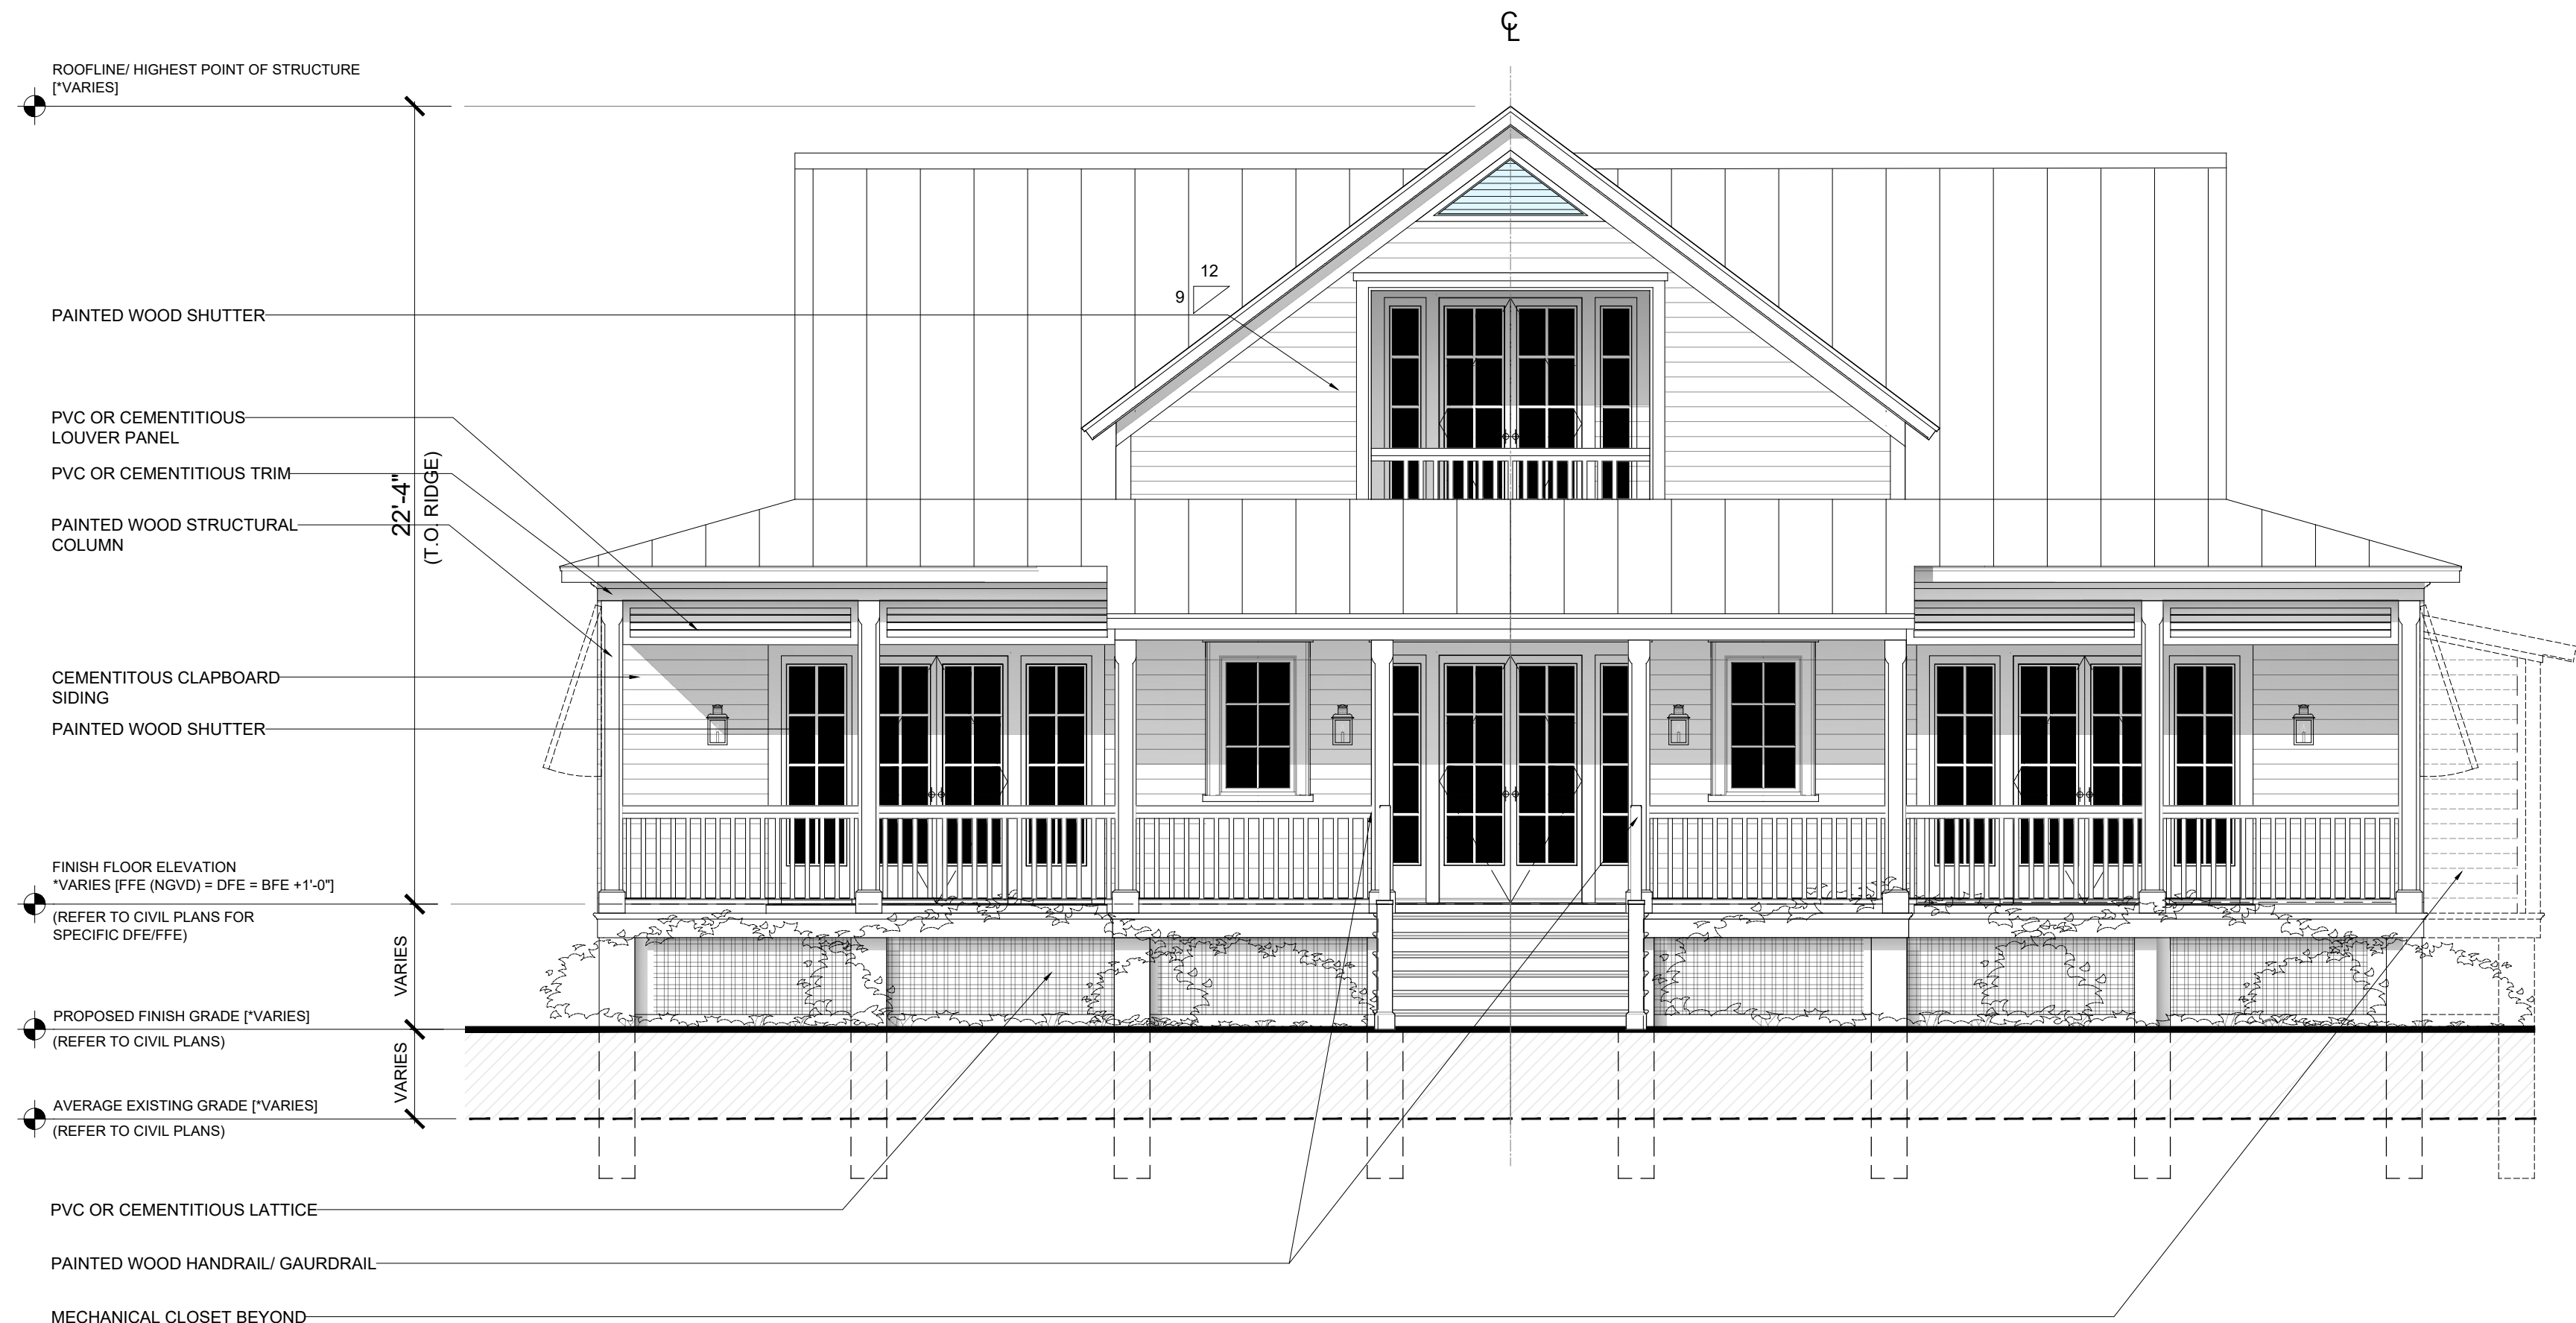 ℄
ROOFLINE/ HIGHEST POINT OF STRUCTURE
[*VARIES]
12
9
PAINTED WOOD SHUTTER
PVC OR CEMENTITIOUS
LOUVER PANEL
PVC OR CEMENTITIOUS TRIM
22'-4"
(T.O. RIDGE)
PAINTED WOOD STRUCTURAL
COLUMN
CEMENTITOUS CLAPBOARD
SIDING
PAINTED WOOD SHUTTER
FINISH FLOOR ELEVATION
*VARIES [FFE (NGVD) = DFE = BFE +1'-0"]
(REFER TO CIVIL PLANS FOR
SPECIFIC DFE/FFE)
VARIES
PROPOSED FINISH GRADE [*VARIES]
(REFER TO CIVIL PLANS)
VARIES
AVERAGE EXISTING GRADE [*VARIES]
(REFER TO CIVIL PLANS)
PVC OR CEMENTITIOUS LATTICE
PAINTED WOOD HANDRAIL/ GAURDRAIL
MECHANICAL CLOSET BEYOND